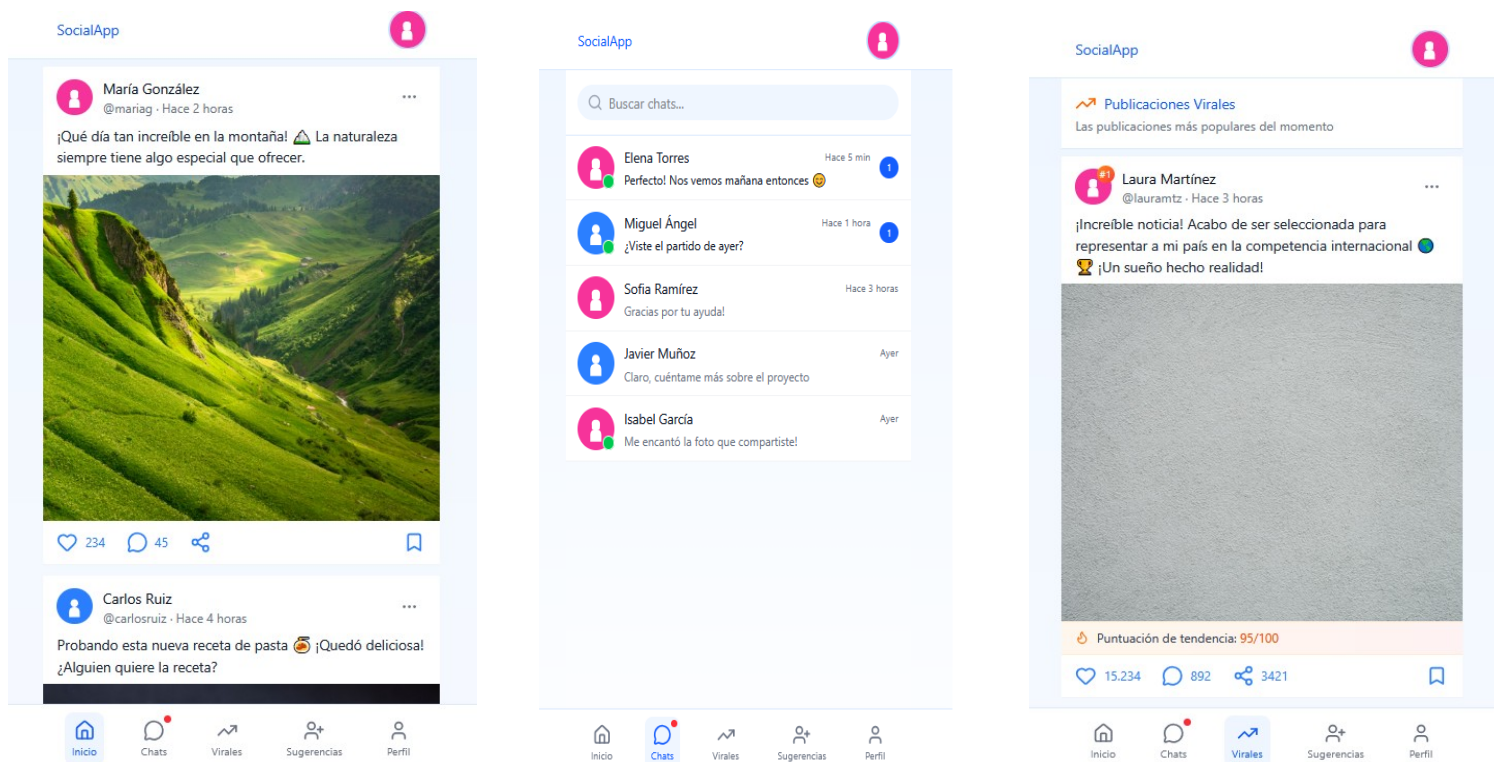 SocialApp
María González
@mariag · Hace 2 horas
¡Qué día tan increíble en la montaña! 🏔️ La naturaleza
siempre tiene algo especial que ofrecer.
234
45
Carlos Ruiz
@carlosruiz · Hace 4 horas
Probando esta nueva receta de pasta 🍝 ¡Quedó deliciosa!
¿Alguien quiere la receta?
Inicio
Chats
Virales
Sugerencias
Perfil
SocialApp
Buscar chats...
Elena Torres
Hace 5 min
1
Perfecto! Nos vemos mañana entonces 😊
Miguel Ángel
Hace 1 hora
1
¿Viste el partido de ayer?
Sofia Ramírez
Hace 3 horas
Gracias por tu ayuda!
Javier Muñoz
Ayer
Claro, cuéntame más sobre el proyecto
Isabel García
Ayer
Me encantó la foto que compartiste!
Inicio
Chats
Virales
Sugerencias
Perfil
SocialApp
Publicaciones Virales
Las publicaciones más populares del momento
#1
Laura Martínez
@lauramtz · Hace 3 horas
¡Increíble noticia! Acabo de ser seleccionada para
representar a mi país en la competencia internacional 🌎
🏆 ¡Un sueño hecho realidad!
Puntuación de tendencia: 95/100
15.234
892
3421
Inicio
Chats
Virales
Sugerencias
Perfil